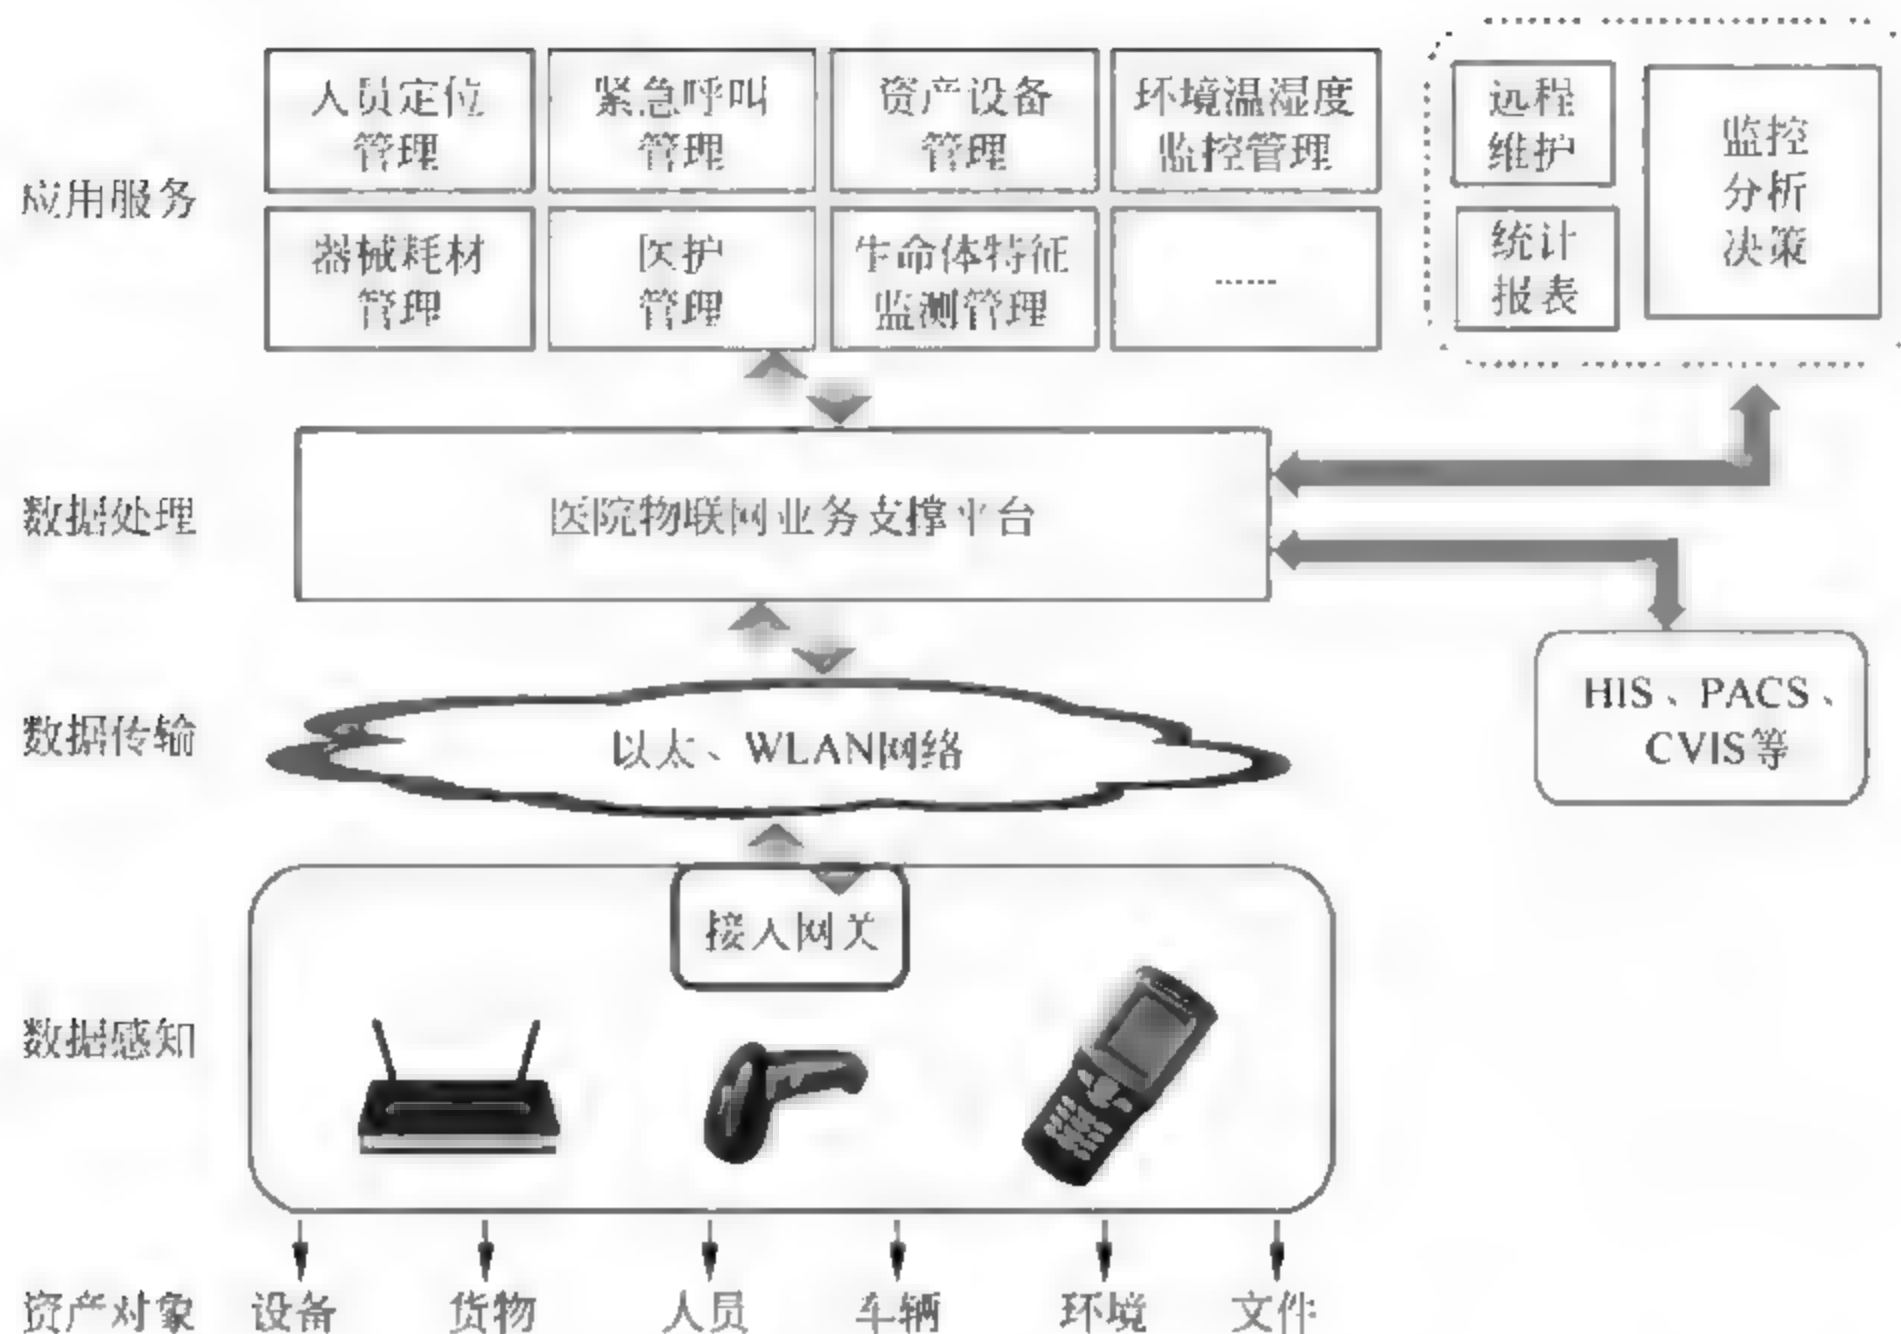 应用服务
人员定位
管理
紧急呼叫
管理
资产设备
管理
环境温湿度
监控管理
器械耗材
管理
医护
管理
生命体特征
监测管理
……
远程
维护
统计
报表
监控
分析
决策
数据处理
医院物联网业务支撑平台
数据传输
以太、WLAN网络
HIS、PACS、
CVIS等
数据感知
接入网关
资产对象
设备
货物
人员
车辆
环境
文件